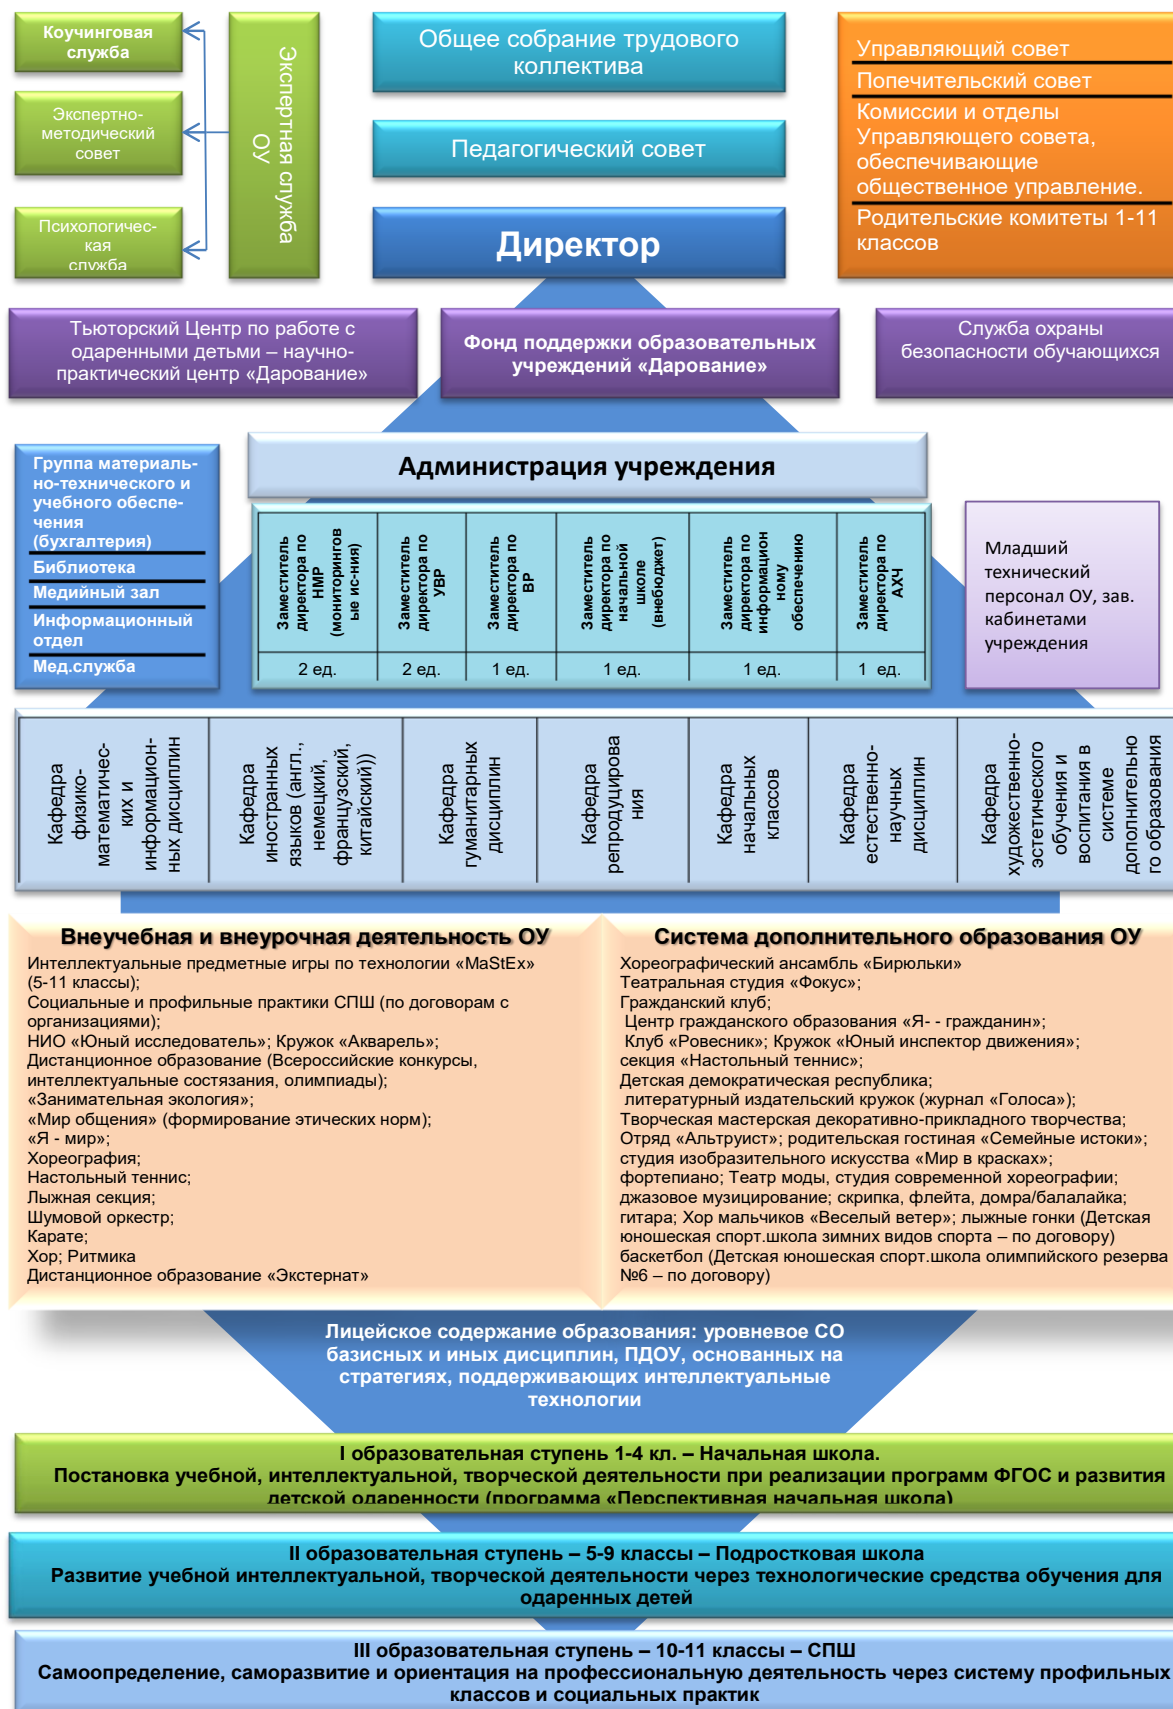 Коучинговая
служба
Экспертно-
методический
совет
Психологичес-
кая
служба
Экспертная служба
ОУ
Общее собрание трудового
коллектива
Педагогический совет
Директор
Управляющий совет
Попечительский совет
Комиссии и отделы
Управляющего совета,
обеспечивающие
общественное управление.
Родительские комитеты 1-11
классов
Тьюторский Центр по работе с
одаренными детьми – научно-
практический центр «Дарование»
Фонд поддержки образовательных
учреждений «Дарование»
Служба охраны
безопасности обучающихся
Администрация учреждения
Группа материаль-
но-технического и
учебного обеспе-
чения
(бухгалтерия)
Библиотека
Медийный зал
Информационный
отдел
Мед.служба
Заместитель
директора по
НМР
(мониторингов
ые ис-ния)
Заместитель
директора по
УВР
Заместитель
директора по
ВР
Заместитель
директора по
начальной
школе
(внебюджет)
Заместитель
директора по
информацион
ному
обеспечению
Заместитель
директора по
АХЧ
2 ед.
2 ед.
1 ед.
1 ед.
1 ед.
1 ед.
Младший
технический
персонал ОУ, зав.
кабинетами
учреждения
Кафедра
физико-
математичес-
ких и
информацион-
ных дисциплин
Кафедра
иностранных
языков (англ.,
немецкий,
французский,
китайский))
Кафедра
гуманитарных
дисциплин
Кафедра
репродуцирова
ния
Кафедра
начальных
классов
Кафедра
естественно-
научных
дисциплин
Кафедра
художественно-
эстетического
обучения и
воспитания в
системе
дополнительно
го образования
Внеучебная и внеурочная деятельность ОУ
Интеллектуальные предметные игры по технологии «MaStEx»
(5-11 классы);
Социальные и профильные практики СПШ (по договорам с
организациями);
НИО «Юный исследователь»; Кружок «Акварель»;
Дистанционное образование (Всероссийские конкурсы,
интеллектуальные состязания, олимпиады);
«Занимательная экология»;
«Мир общения» (формирование этических норм);
«Я - мир»;
Хореография;
Настольный теннис;
Лыжная секция;
Шумовой оркестр;
Карате;
Хор; Ритмика
Дистанционное образование «Экстернат»
Система дополнительного образования ОУ
Хореографический ансамбль «Бирюльки»
Театральная студия «Фокус»;
Гражданский клуб;
Центр гражданского образования «Я- - гражданин»;
Клуб «Ровесник»; Кружок «Юный инспектор движения»;
секция «Настольный теннис»;
Детская демократическая республика;
литературный издательский кружок (журнал «Голоса»);
Творческая мастерская декоративно-прикладного творчества;
Отряд «Альтруист»; родительская гостиная «Семейные истоки»;
студия изобразительного искусства «Мир в красках»;
фортепиано; Театр моды, студия современной хореографии;
джазовое музицирование; скрипка, флейта, домра/балалайка;
гитара; Хор мальчиков «Веселый ветер»; лыжные гонки (Детская
юношеская спорт.школа зимних видов спорта – по договору)
баскетбол (Детская юношеская спорт.школа олимпийского резерва
№6 – по договору)
Лицейское содержание образования: уровневое СО
базисных и иных дисциплин, ПДОУ, основанных на
стратегиях, поддерживающих интеллектуальные
технологии
I образовательная ступень 1-4 кл. – Начальная школа.
Постановка учебной, интеллектуальной, творческой деятельности при реализации программ ФГОС и развития
детской одаренности (программа «Перспективная начальная школа)
II образовательная ступень – 5-9 классы – Подростковая школа
Развитие учебной интеллектуальной, творческой деятельности через технологические средства обучения для
одаренных детей
III образовательная ступень – 10-11 классы – СПШ
Самоопределение, саморазвитие и ориентация на профессиональную деятельность через систему профильных
классов и социальных практик